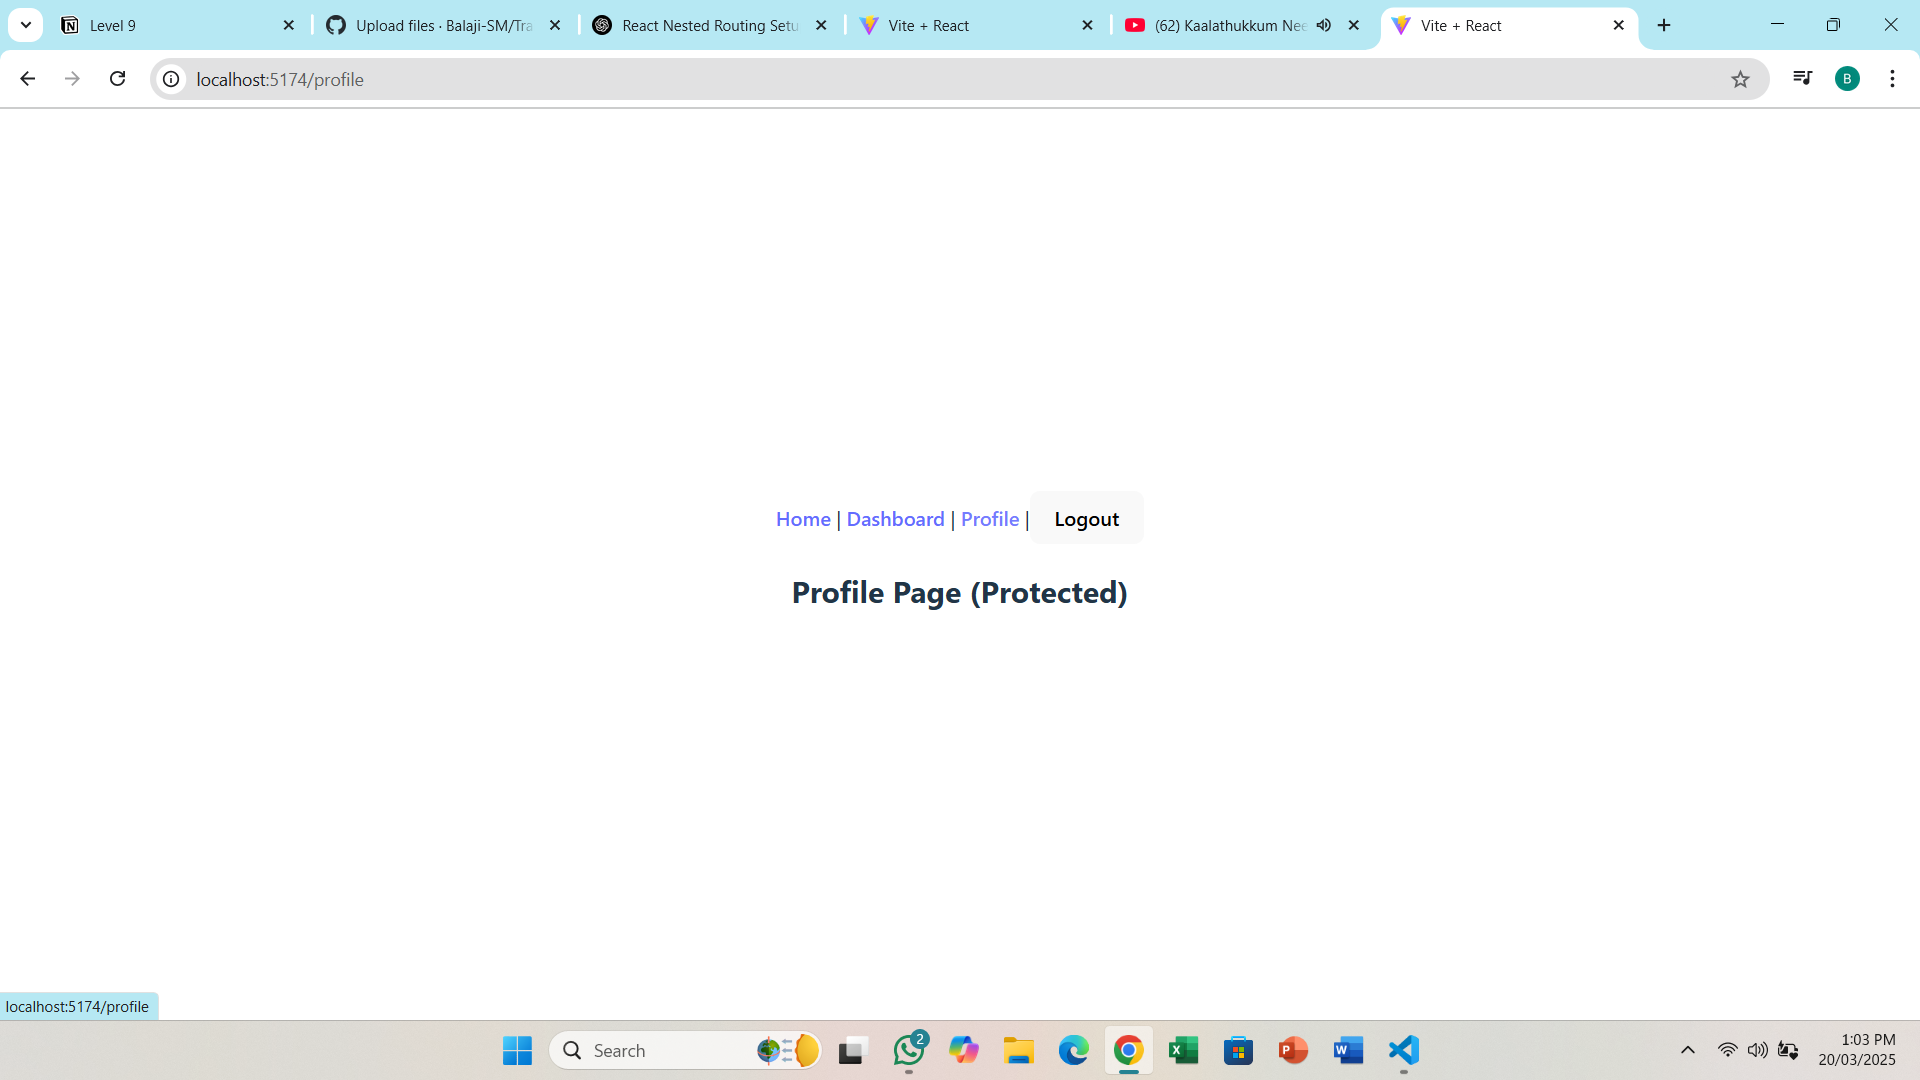 Level 9
Upload files · Balaji-SM/Tra
React Nested Routing Setu
Vite + React
(62) Kaalathukkum Nee
Vite + React
localhost:5174/profile
B
Home | Dashboard | Profile | Logout
Profile Page (Protected)
localhost:5174/profile
Search
2
1:03 PM
20/03/2025